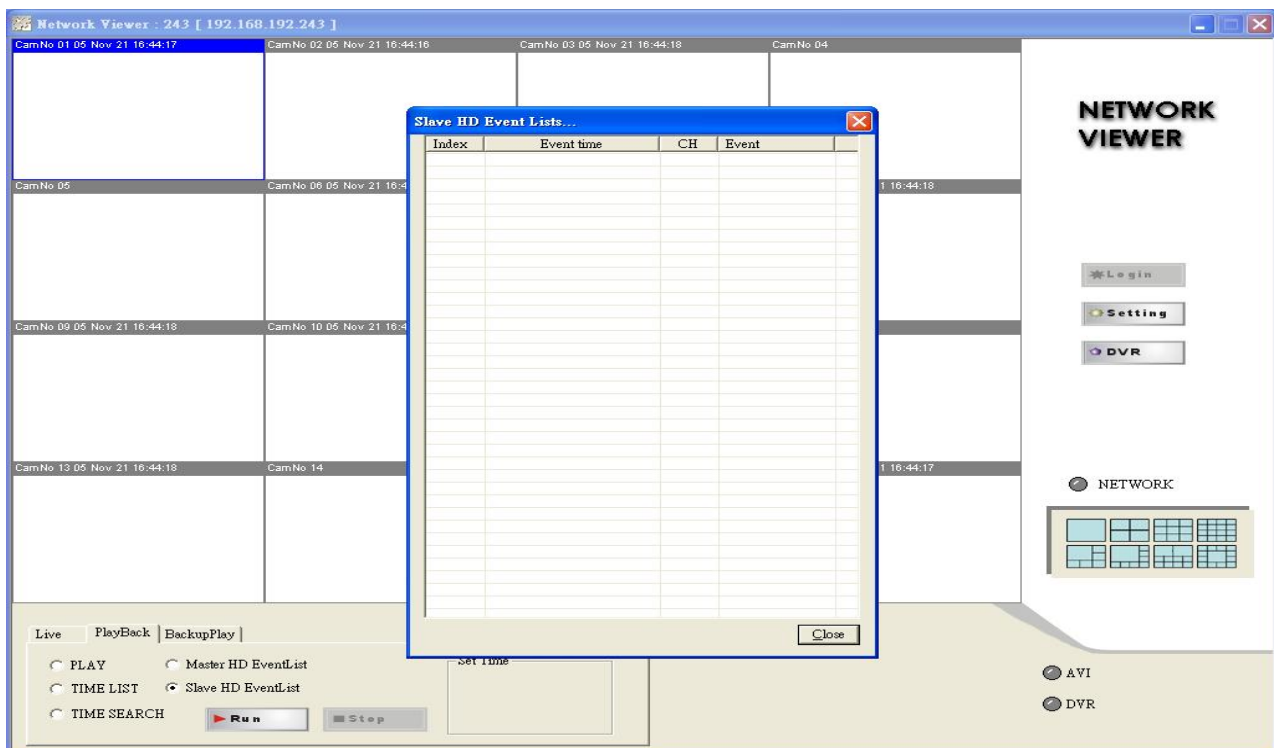 Network Viewer : 243 [ 192.168.192.243 ]
CamNo 01 05 Nov 21 16:44:17
CamNo 02 05 Nov 21 16:44:16
CamNo 03 05 Nov 21 16:44:18
CamNo 04
NETWORK
VIEWER
Slave HD Event Lists...
Index Event time CH Event
CamNo 05
CamNo 06 05 Nov 21 16:4
1 16:44:18
Login
Setting
DVR
CamNo 09 05 Nov 21 16:44:18
CamNo 10 05 Nov 21 16:4
CamNo 13 05 Nov 21 16:44:18
CamNo 14
1 16:44:17
NETWORK
Close
Live PlayBack BackupPlay
PLAY Master HD EventList
TIME LIST Slave HD EventList
TIME SEARCH Run Stop
Set Time
AVI
DVR